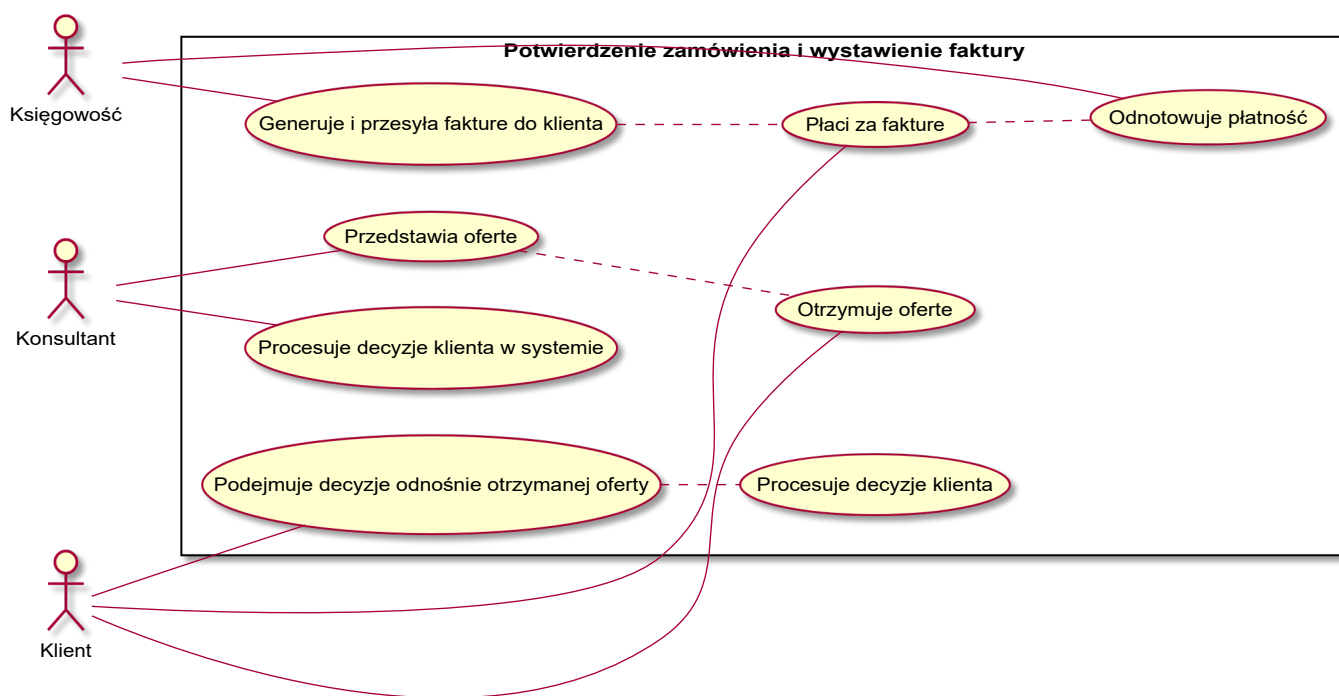 Potwierdzenie zamówienia i wystawienie faktury
Księgowość
Generuje i przesyła fakture do klienta
Płaci za fakture
Odnotowuje płatność
Przedstawia oferte
Konsultant
Otrzymuje oferte
Procesuje decyzje klienta w systemie
Podejmuje decyzje odnośnie otrzymanej oferty
Procesuje decyzje klienta
Klient